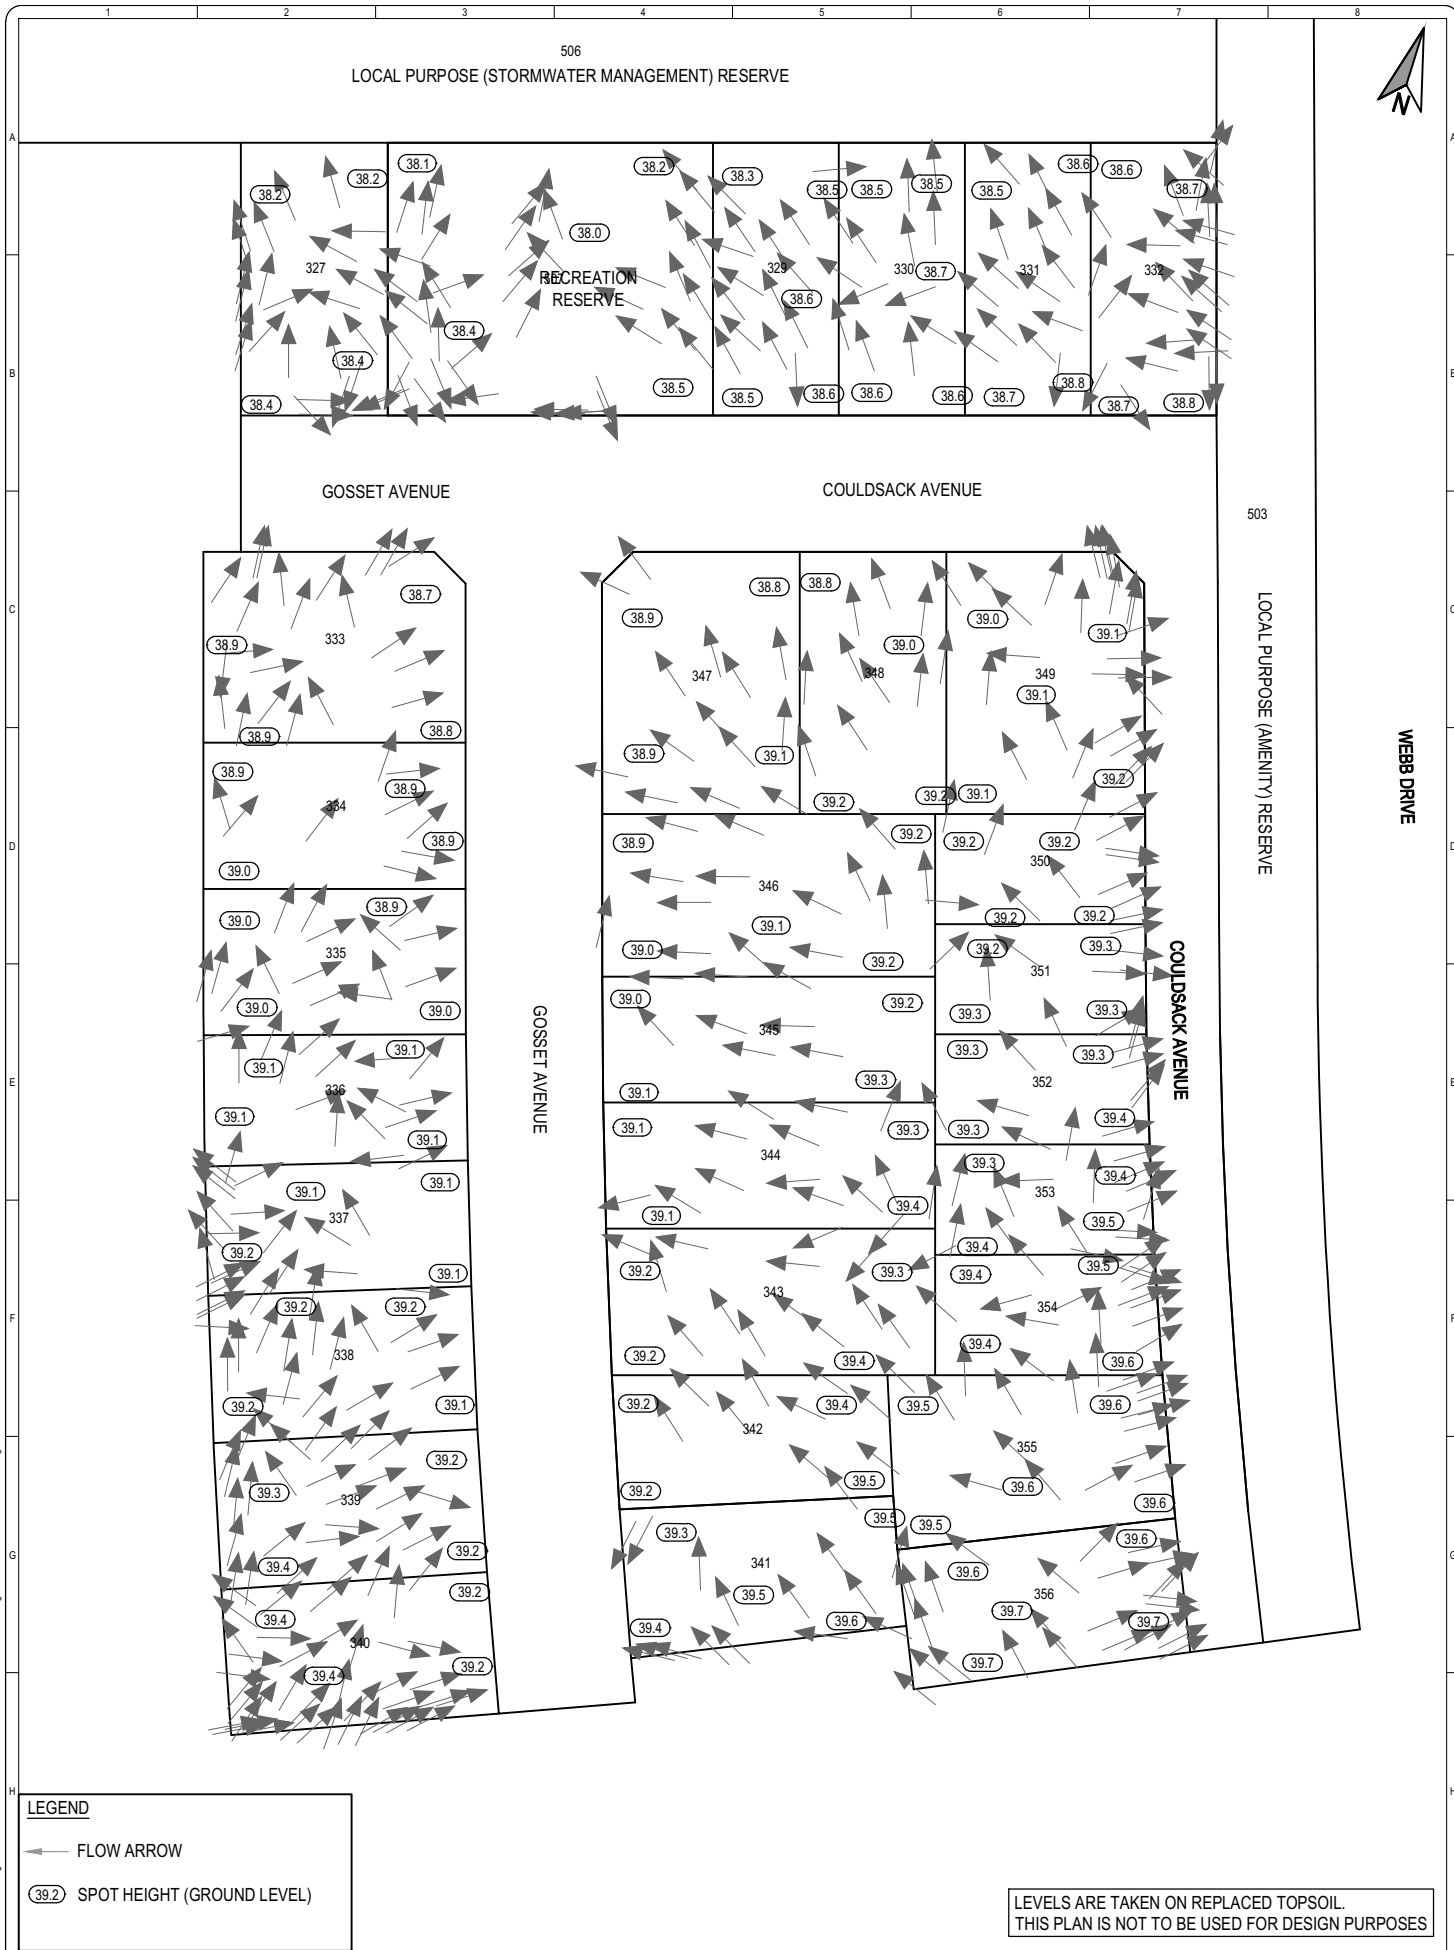 1 2 3 4 5 6 7 8
506
LOCAL PURPOSE (STORMWATER MANAGEMENT) RESERVE
N
A A
38.1 38.2 38.3 38.6 38.6
38.2 38.2 38.5 38.5 38.5 38.5 38.7
38.0
327 329 330 331 332
RECREATION
RESERVE
38.7
38.6
38.4
38.4
B
38.4 38.5 38.5 38.6 38.6 38.6 38.7 38.8 38.7 38.8
GOSSET AVENUE
COULDSACK AVENUE
503
38.7 38.8 38.8
C
38.9 39.0 39.1
38.9 333 39.0
347 348 349
39.1
38.9 38.8
LOCAL PURPOSE (AMENITY) RESERVE
WEBB DRIVE
38.9 39.1
38.9 38.9 39.2
334 39.2 39.2 39.1
D
38.9 38.9 39.2 39.2 39.2
39.0 346 350
39.0 38.9 39.1 39.2 39.2
335 39.0 39.2 39.2 39.3
351
COULDSACK AVENUE
39.0 39.0 39.0 39.2 39.3 39.3
GOSSET AVENUE
345
39.1 39.1 39.3 39.3
E
336 39.1 39.3 352
39.1 39.1 39.1 39.3 39.3 39.4
344
39.1 39.1 39.3 39.4
353
337 39.1 39.4 39.5
39.2 39.4
39.1 39.2 39.3 39.4 39.5
39.2 39.2 343 354
F
338 39.2 39.4 39.4 39.6
39.2 39.1 39.2 39.4 39.5 39.6
342 355
39.2
39.3 339 39.2 39.5 39.6 39.6
39.5 39.5
39.3 39.6
G
39.4 39.2 341 39.6
39.2 39.5 356
39.4 39.4 39.6 39.7 39.7
340
39.4 39.2 39.7
H
LEGEND
FLOW ARROW
39.2 SPOT HEIGHT (GROUND LEVEL)
LEVELS ARE TAKEN ON REPLACED TOPSOIL.
THIS PLAN IS NOT TO BE USED FOR DESIGN PURPOSES